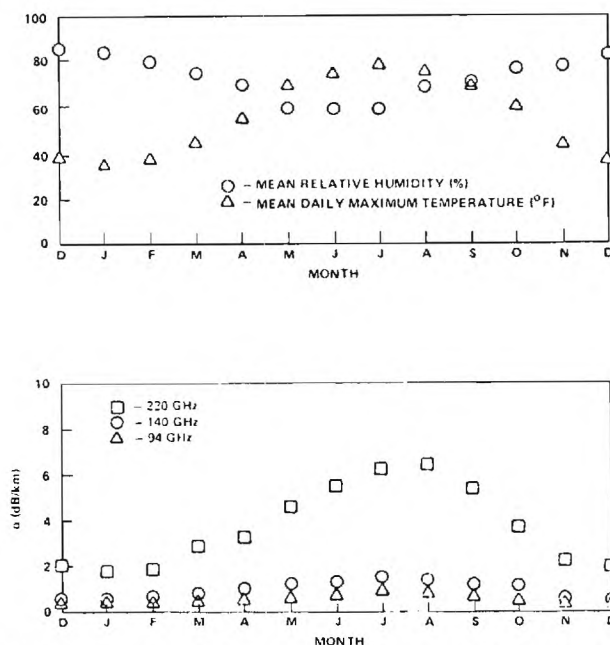 100
80
60
40
20
0
○ – MEAN RELATIVE HUMIDITY (%)
△ – MEAN DAILY MAXIMUM TEMPERATURE (°F)
D J F M A M J J A S O N D
MONTH
10
8
6
4
2
0
α (dB/km)
□ – 220 GHz
○ – 140 GHz
△ – 94 GHz
D J F M A M J J A S O N D
MONTH